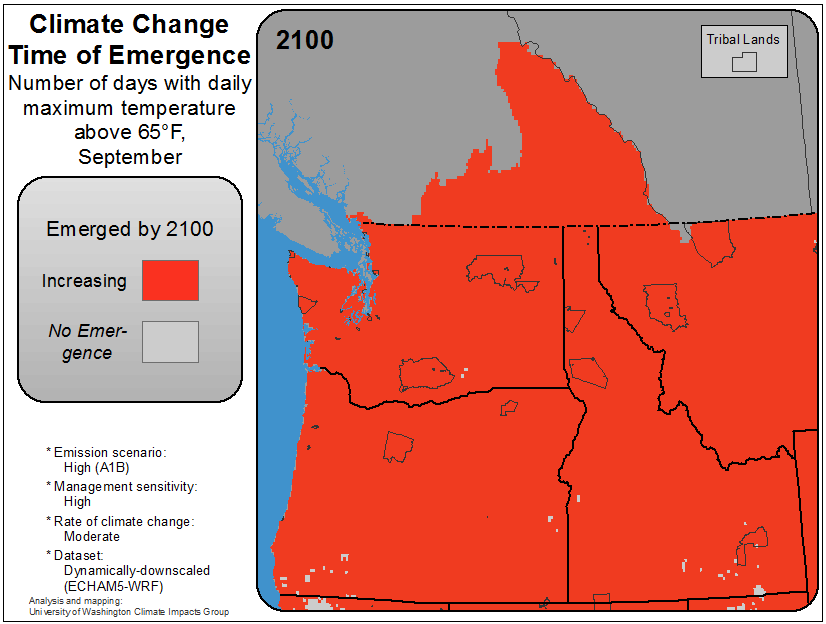 Climate Change
Time of Emergence
Number of days with daily
maximum temperature
above 65°F,
September
Emerged by 2100
Increasing
No Emer-
gence
* Emission scenario:
High (A1B)
* Management sensitivity:
High
* Rate of climate change:
Moderate
* Dataset:
Dynamically-downscaled
(ECHAM5-WRF)
Analysis and mapping:
University of Washington Climate Impacts Group
2100
Tribal Lands